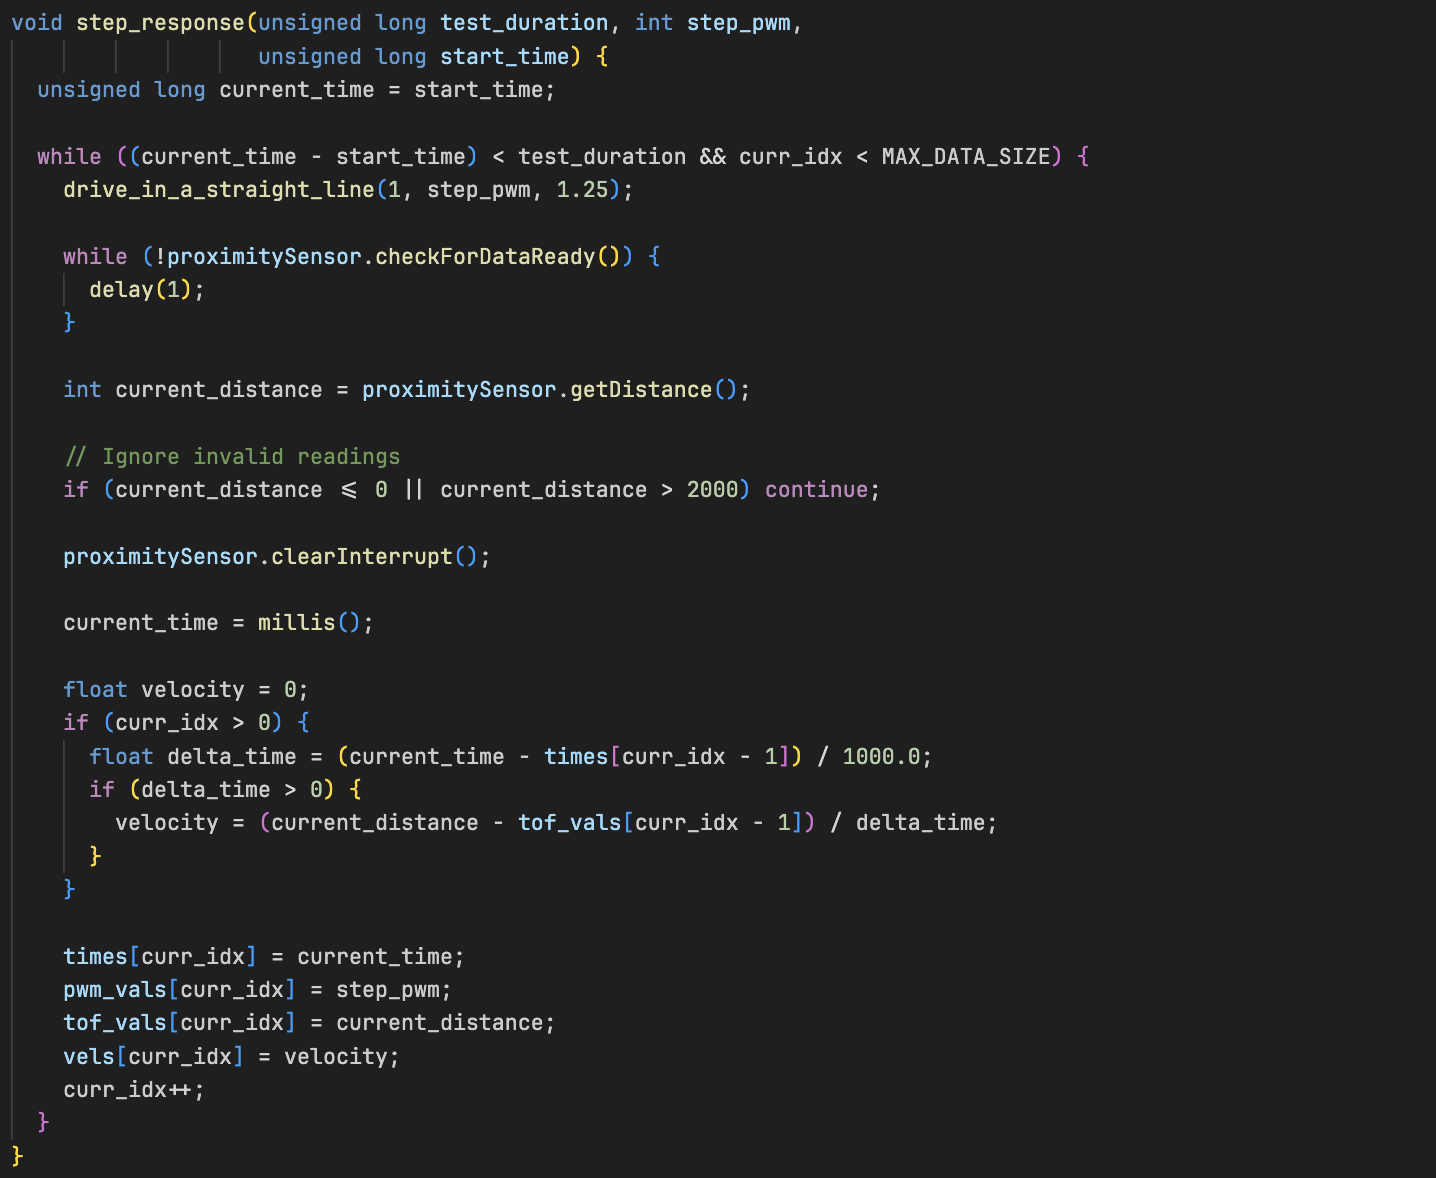 void step_response(unsigned long test_duration, int step_pwm,
                   unsigned long start_time) {
  unsigned long current_time = start_time;

  while ((current_time - start_time) < test_duration && curr_idx < MAX_DATA_SIZE) {
    drive_in_a_straight_line(1, step_pwm, 1.25);

    while (!proximitySensor.checkForDataReady()) {
      delay(1);
    }

    int current_distance = proximitySensor.getDistance();

    // Ignore invalid readings
    if (current_distance <= 0 || current_distance > 2000) continue;

    proximitySensor.clearInterrupt();

    current_time = millis();

    float velocity = 0;
    if (curr_idx > 0) {
      float delta_time = (current_time - times[curr_idx - 1]) / 1000.0;
      if (delta_time > 0) {
        velocity = (current_distance - tof_vals[curr_idx - 1]) / delta_time;
      }
    }

    times[curr_idx] = current_time;
    pwm_vals[curr_idx] = step_pwm;
    tof_vals[curr_idx] = current_distance;
    vels[curr_idx] = velocity;
    curr_idx++;
  }
}